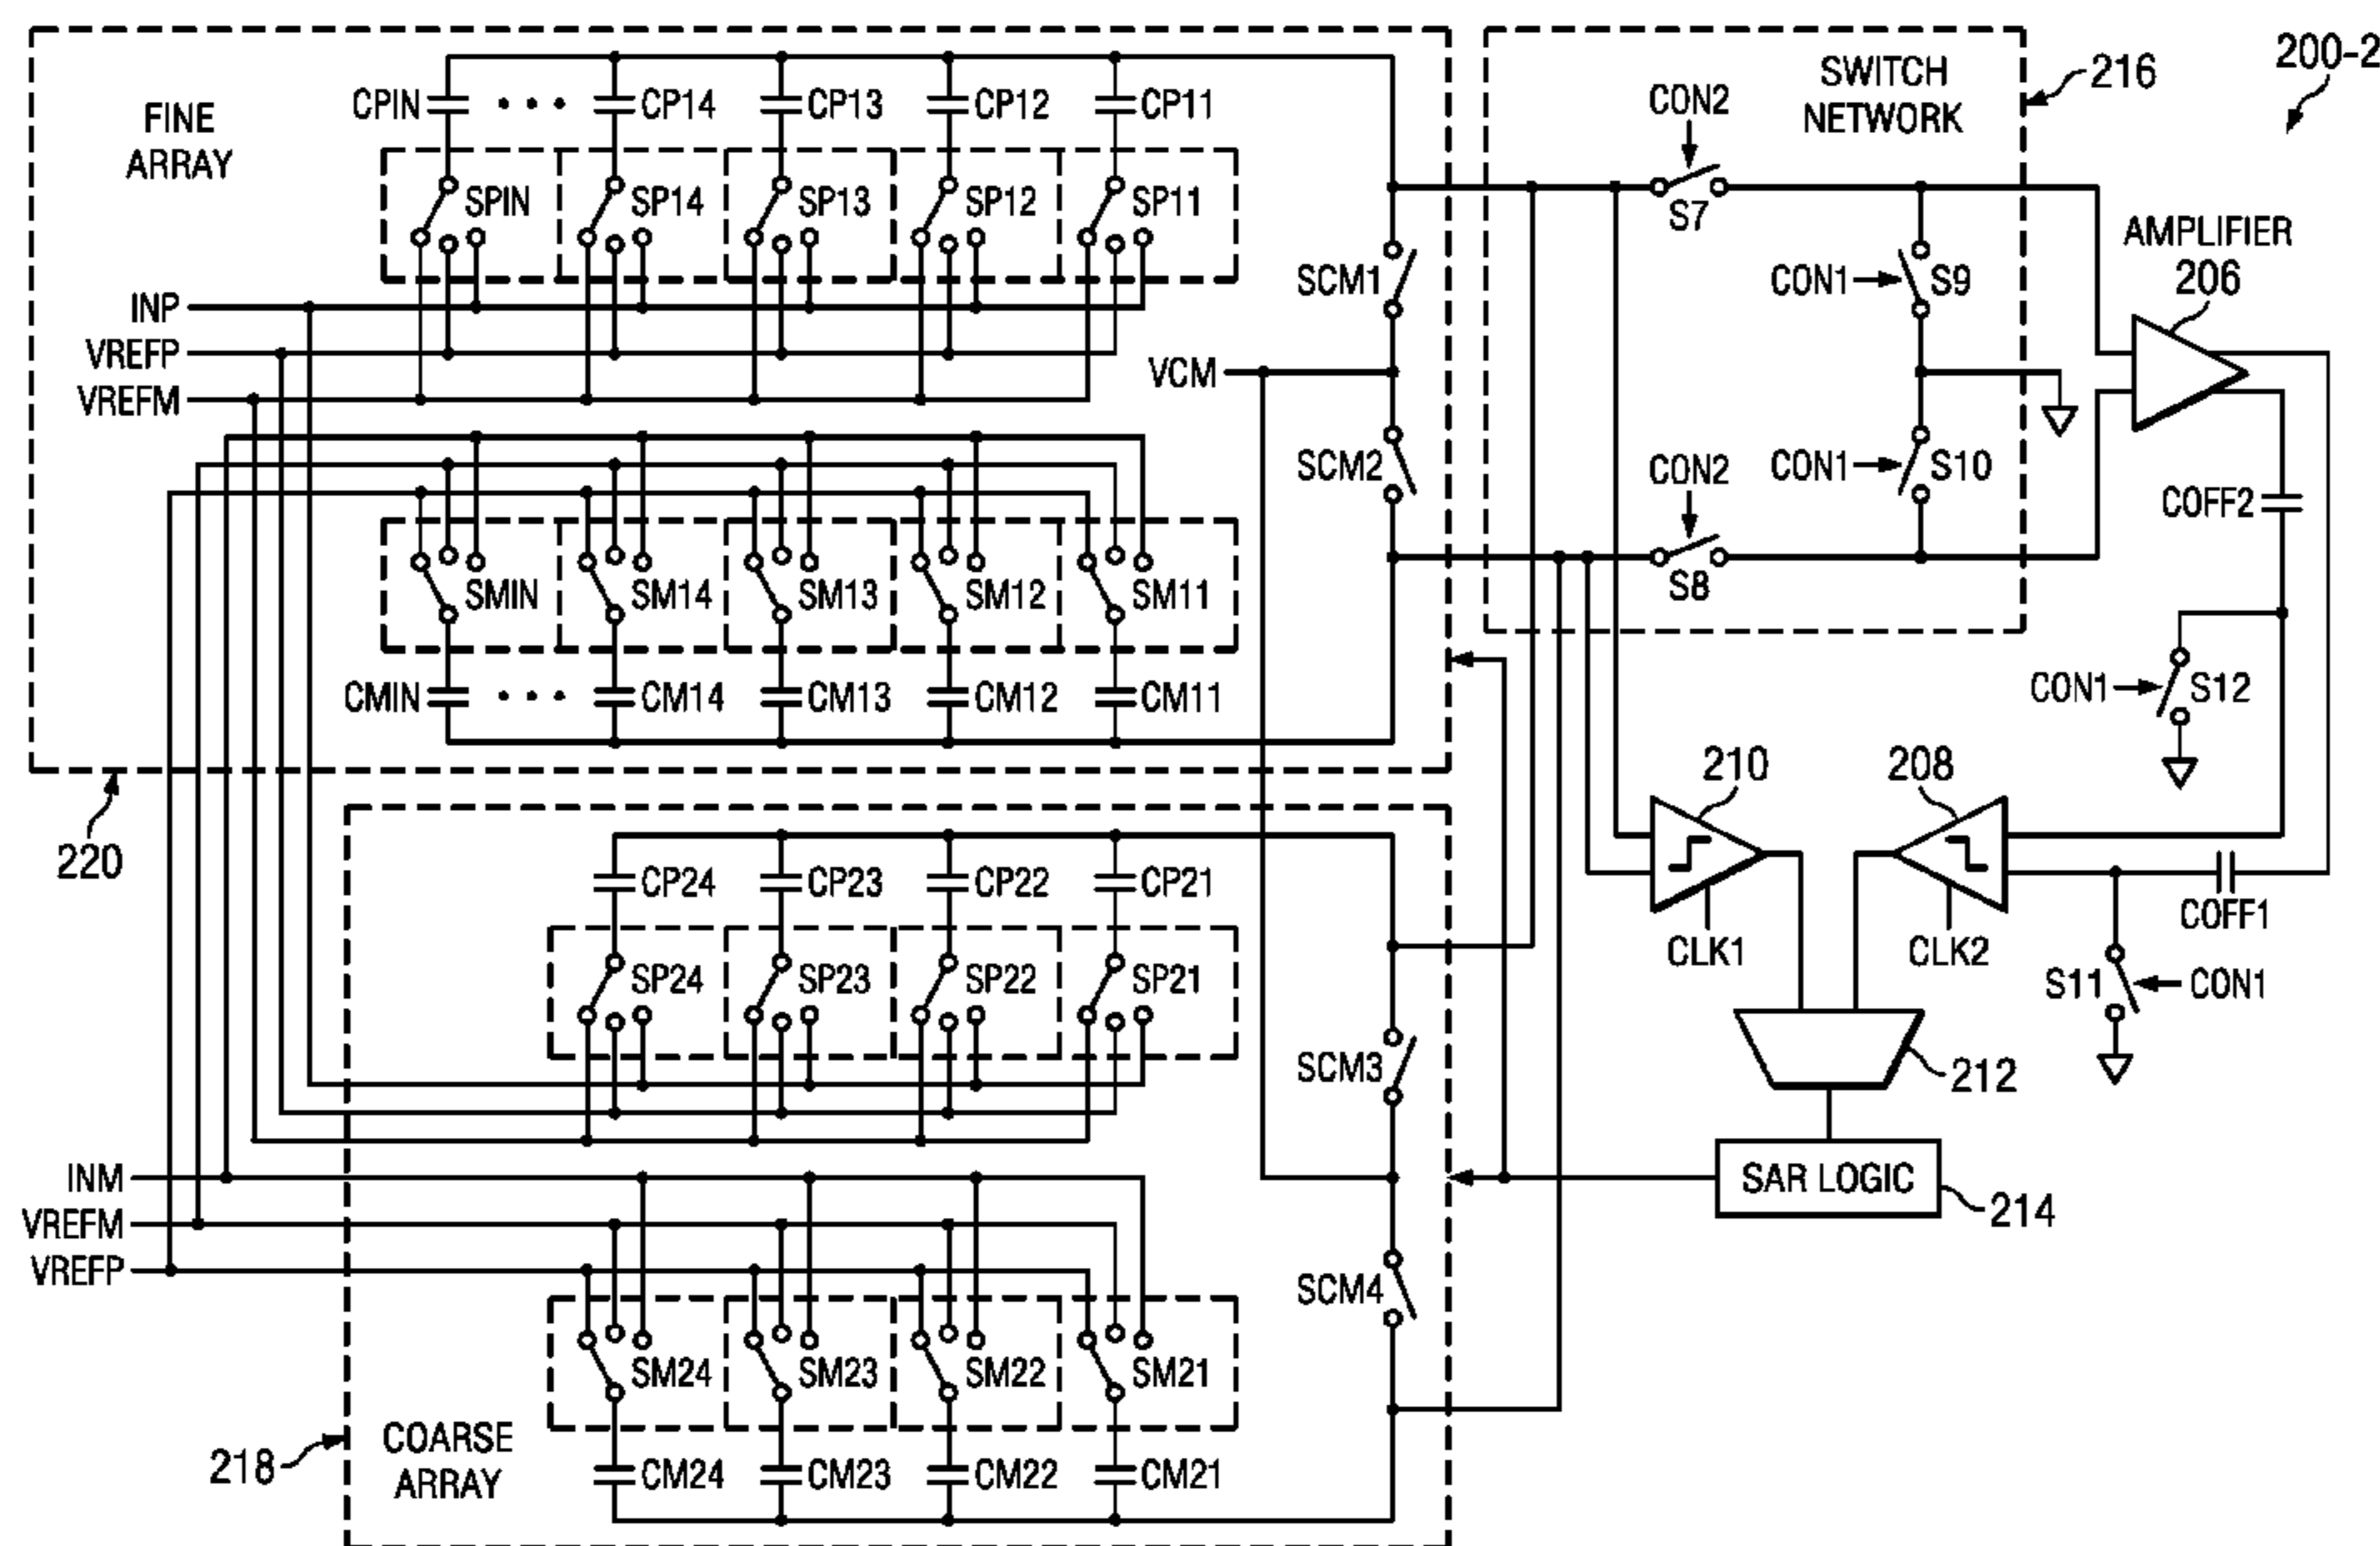 200-2
FINE
ARRAY
CPIN
CP14
CP13
CP12
CP11
SPIN
SP14
SP13
SP12
SP11
INP
VREFP
VREFM
SCM1
VCM
SCM2
SMIN
SM14
SM13
SM12
SM11
CMIN
CM14
CM13
CM12
CM11
220
SWITCH
NETWORK
216
CON2
S7
CON1
S9
CON1
S10
CON2
S8
AMPLIFIER
206
COFF2
CON1
S12
210
208
CLK1
CLK2
COFF1
S11
CON1
212
SAR LOGIC
214
CP24
CP23
CP22
CP21
SP24
SP23
SP22
SP21
SCM3
INM
VREFM
VREFP
SCM4
SM24
SM23
SM22
SM21
218
COARSE
ARRAY
CM24
CM23
CM22
CM21